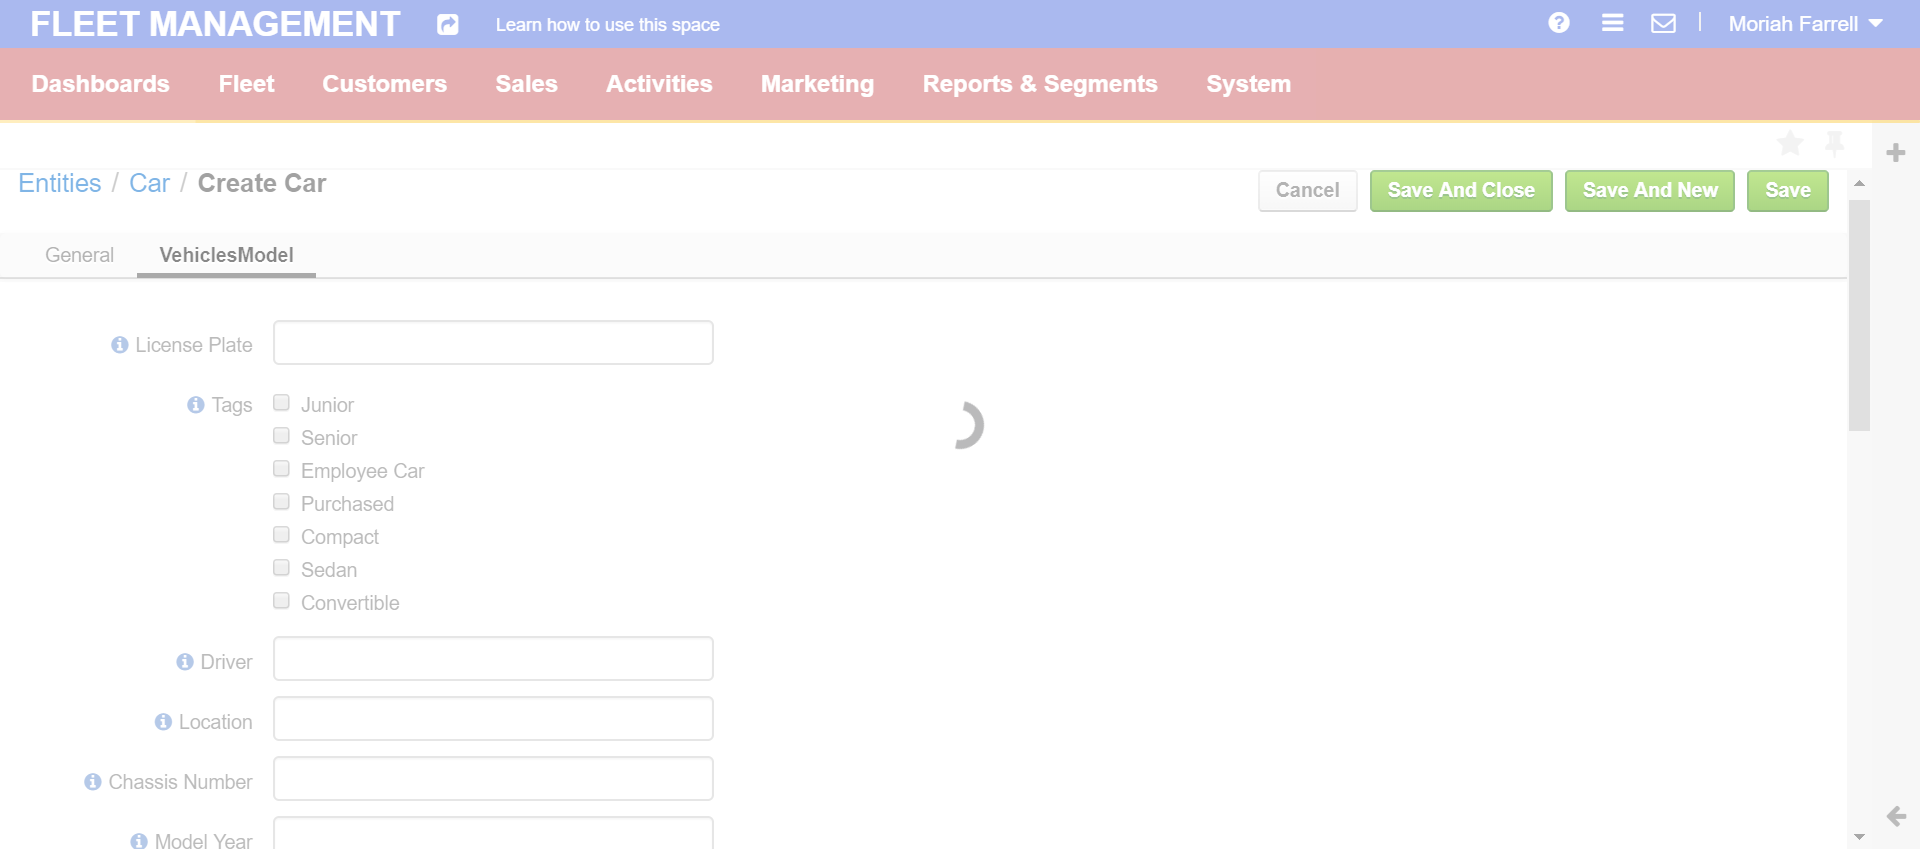 FLEET MANAGEMENT Learn how to use this space Moriah Farrell
Dashboards Fleet Customers Sales Activities Marketing Reports & Segments System
Entities / Car / Create Car Cancel Save And Close Save And New Save
General VehiclesModel
License Plate
Tags Junior
Senior
Employee Car
Purchased
Compact
Sedan
Convertible
Driver
Location
Chassis Number
Model Year